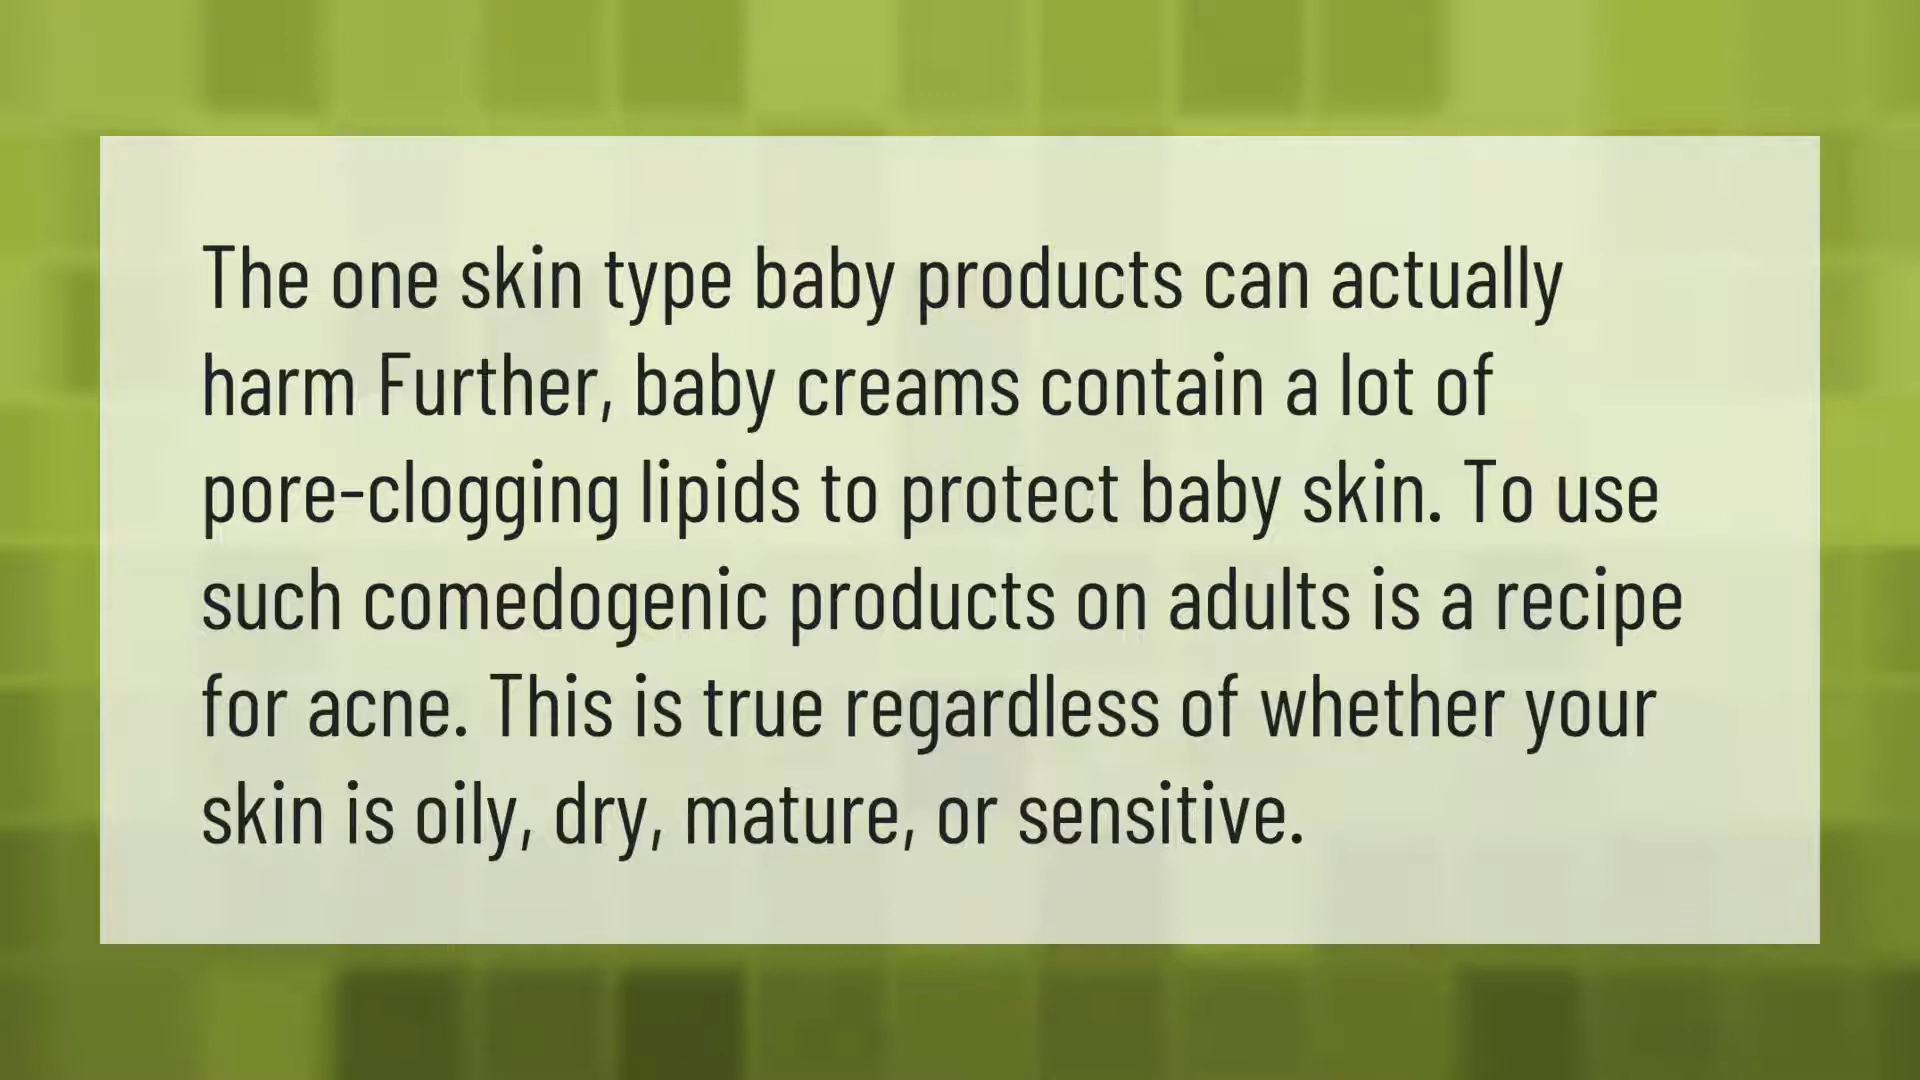 The one skin type baby products can actually
harm Further, baby creams contain a lot of
pore-clogging lipids to protect baby skin. To use
such comedogenic products on adults is a recipe
for acne. This is true regardless of whether your
skin is oily, dry, mature, or sensitive.